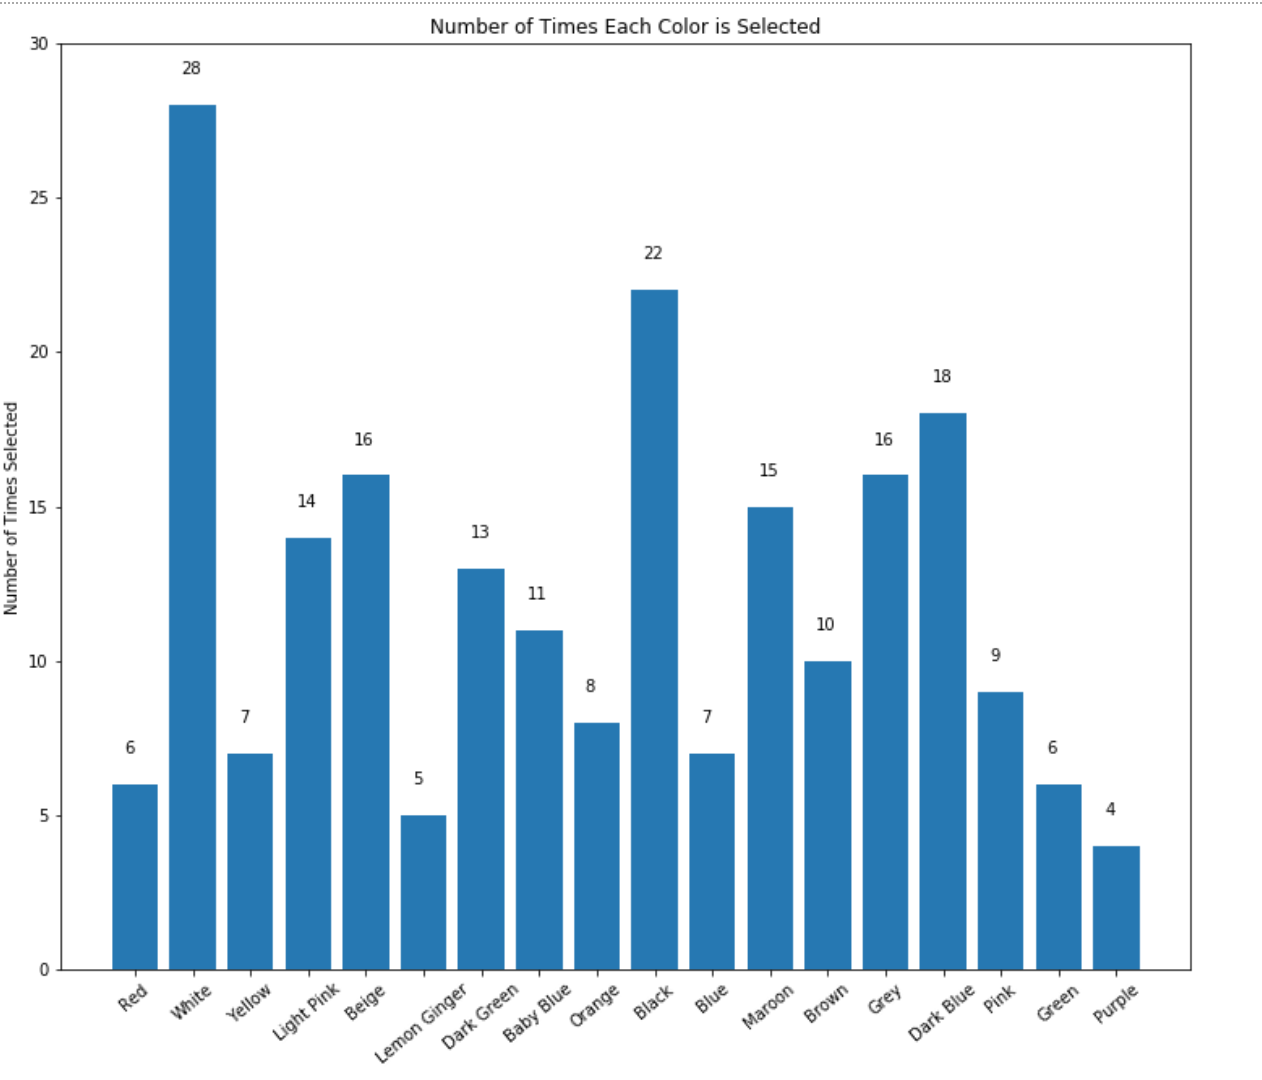 Number of Times Each Color is Selected
Number of Times Selected
30
25
20
15
10
5
0
6
28
7
14
16
5
13
11
8
22
7
15
10
16
18
9
6
4
Red
White
Yellow
Light Pink
Beige
Lemon Ginger
Dark Green
Baby Blue
Orange
Black
Blue
Maroon
Brown
Grey
Dark Blue
Pink
Green
Purple